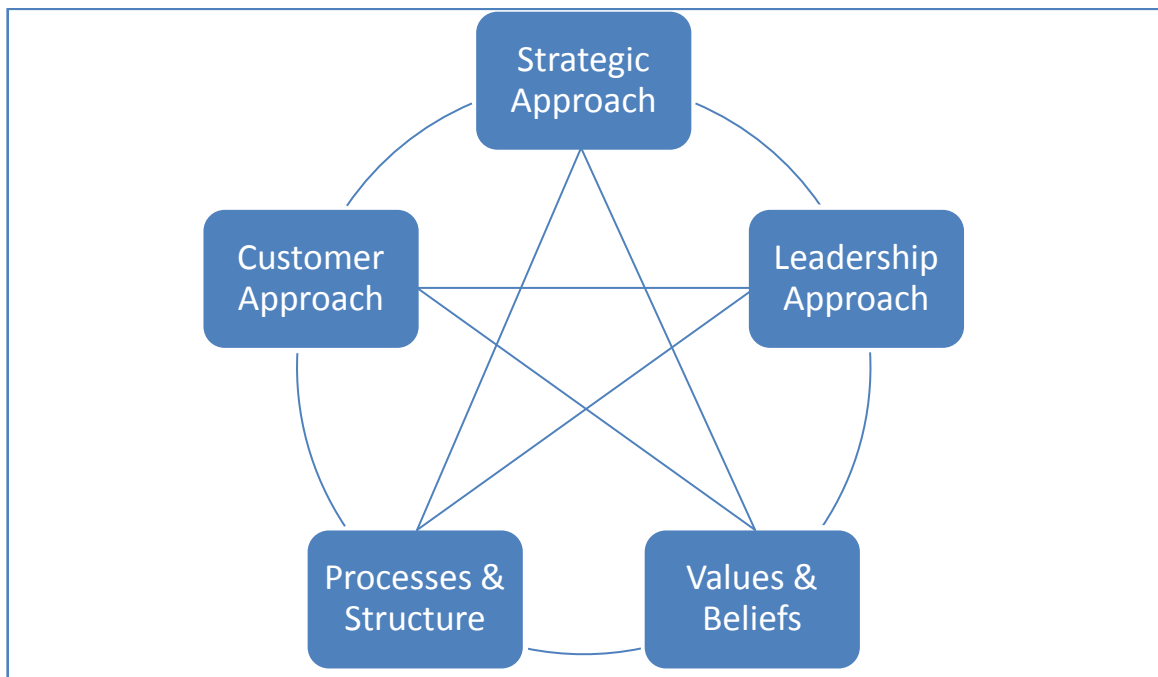 Strategic
Approach
Customer
Approach
Leadership
Approach
Processes &
Structure
Values &
Beliefs